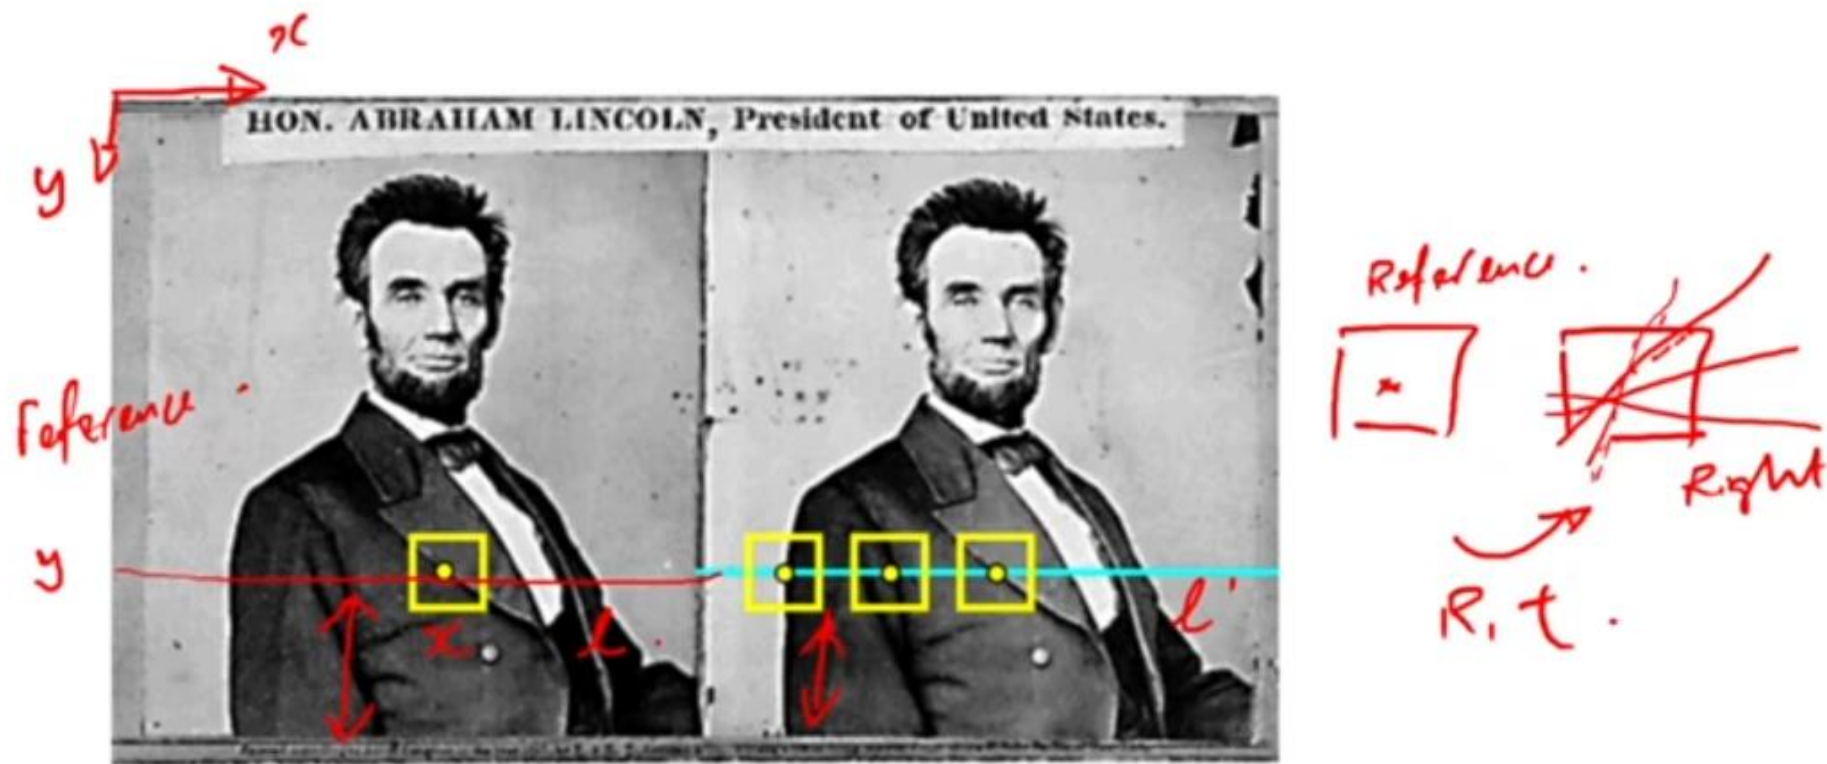 x
HON. ABRAHAM LINCOLN, President of United States.
y
Reference.
Reference.
Right
y
x
l.
l'
R, t.